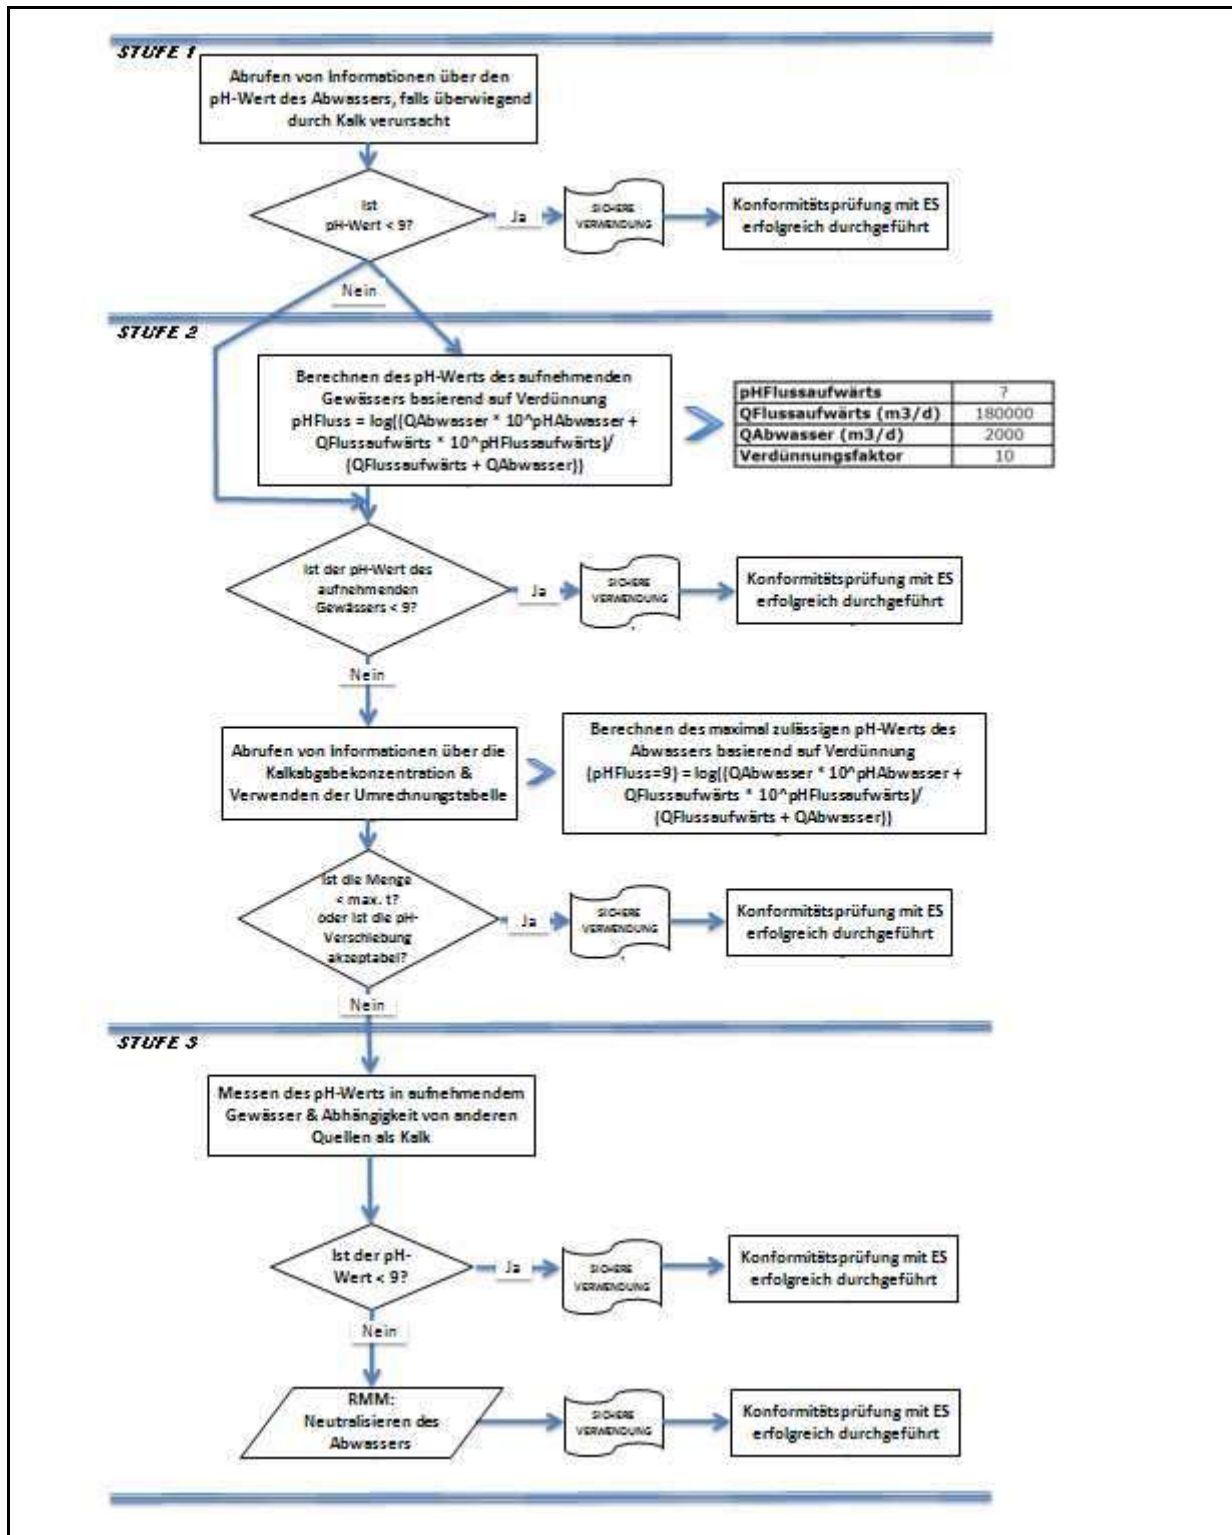 STUFE 1
Abrufen von Informationen über den
pH-Wert des Abwassers, falls überwiegend
durch Kalk verursacht
Ist
pH-Wert < 9?
Ja
SICHERE
VERWENDUNG
Konformitätsprüfung mit ES
erfolgreich durchgeführt
Nein
STUFE 2
Berechnen des pH-Werts des aufnehmenden
Gewässers basierend auf Verdünnung
pHFluss = log((QAbwasser * 10^pHAbwasser +
QFlussaufwärts * 10^pHFlussaufwärts)/
(QFlussaufwärts + QAbwasser))
pHFlussaufwärts ?
QFlussaufwärts (m3/d) 180000
QAbwasser (m3/d) 2000
Verdünnungsfaktor 10
Ist der pH-Wert des
aufnehmenden
Gewässers < 9?
Ja
SICHERE
VERWENDUNG
Konformitätsprüfung mit ES
erfolgreich durchgeführt
Nein
Abrufen von Informationen über die
Kalkabgabekonzentration &
Verwenden der Umrechnungstabelle
Berechnen des maximal zulässigen pH-Werts des
Abwassers basierend auf Verdünnung
(pHFluss=9) = log((QAbwasser * 10^pHAbwasser +
QFlussaufwärts * 10^pHFlussaufwärts)/
(QFlussaufwärts + QAbwasser))
Ist die Menge
< max. t?
oder ist die pH-
Verschiebung
akzeptabel?
Ja
SICHERE
VERWENDUNG
Konformitätsprüfung mit ES
erfolgreich durchgeführt
Nein
STUFE 3
Messen des pH-Werts in aufnehmendem
Gewässer & Abhängigkeit von anderen
Quellen als Kalk
Ist der pH-
Wert < 9?
Ja
SICHERE
VERWENDUNG
Konformitätsprüfung mit ES
erfolgreich durchgeführt
Nein
RMM:
Neutralisieren des
Abwassers
SICHERE
VERWENDUNG
Konformitätsprüfung mit ES
erfolgreich durchgeführt